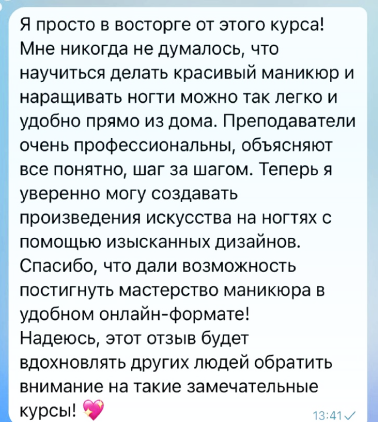 Я просто в восторге от этого курса!
Мне никогда не думалось, что
научиться делать красивый маникюр и
наращивать ногти можно так легко и
удобно прямо из дома. Преподаватели
очень профессиональны, объясняют
все понятно, шаг за шагом. Теперь я
уверенно могу создавать
произведения искусства на ногтях с
помощью изысканных дизайнов.
Спасибо, что дали возможность
постигнуть мастерство маникюра в
удобном онлайн-формате!
Надеюсь, этот отзыв будет
вдохновлять других людей обратить
внимание на такие замечательные
курсы! 💖
13:41 ✓